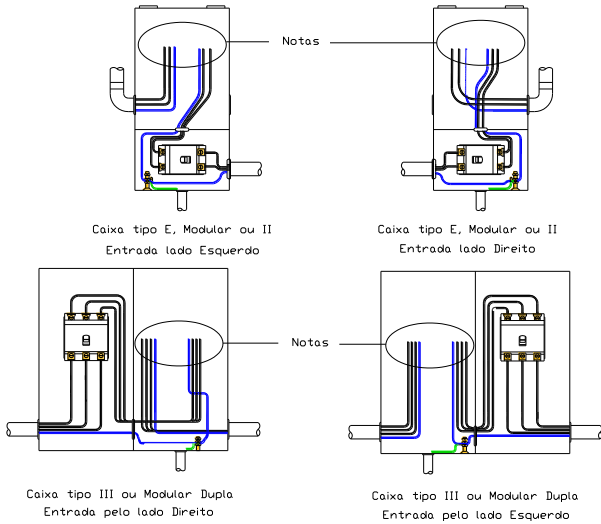 Notas
Caixa tipo E, Modular ou II
Entrada lado Esquerdo
Caixa tipo E, Modular ou II
Entrada lado Direito
Notas
Caixa tipo III ou Modular Dupla
Entrada pelo lado Direito
Caixa tipo III ou Modular Dupla
Entrada pelo lado Esquerdo